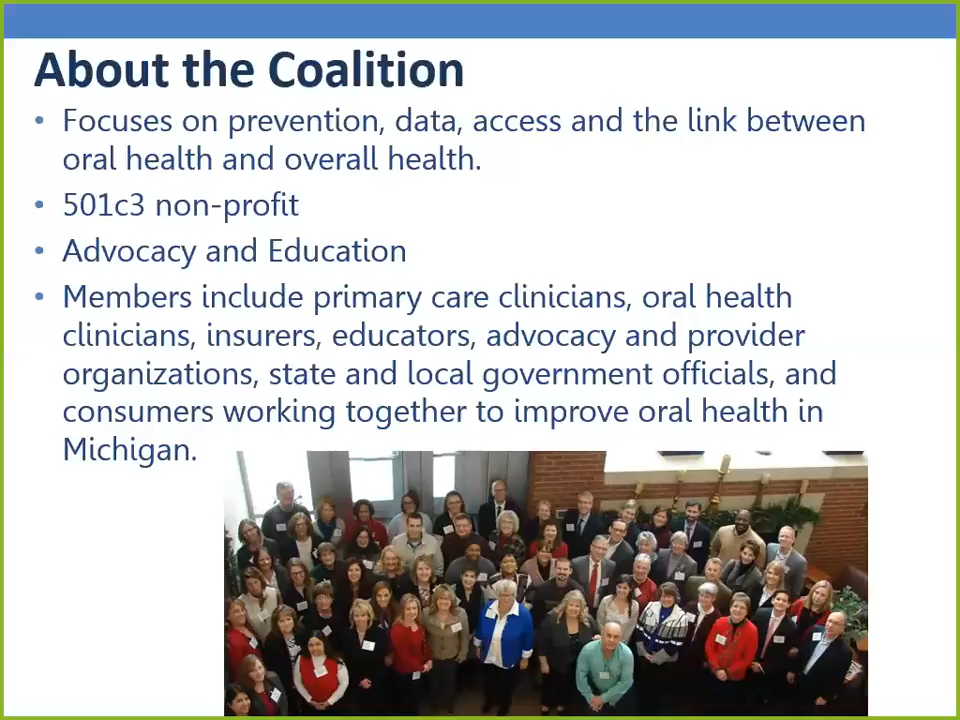 About the Coalition
• Focuses on prevention, data, access and the link between
oral health and overall health.
• 501c3 non-profit
• Advocacy and Education
• Members include primary care clinicians, oral health
clinicians, insurers, educators, advocacy and provider
organizations, state and local government officials, and
consumers working together to improve oral health in
Michigan.